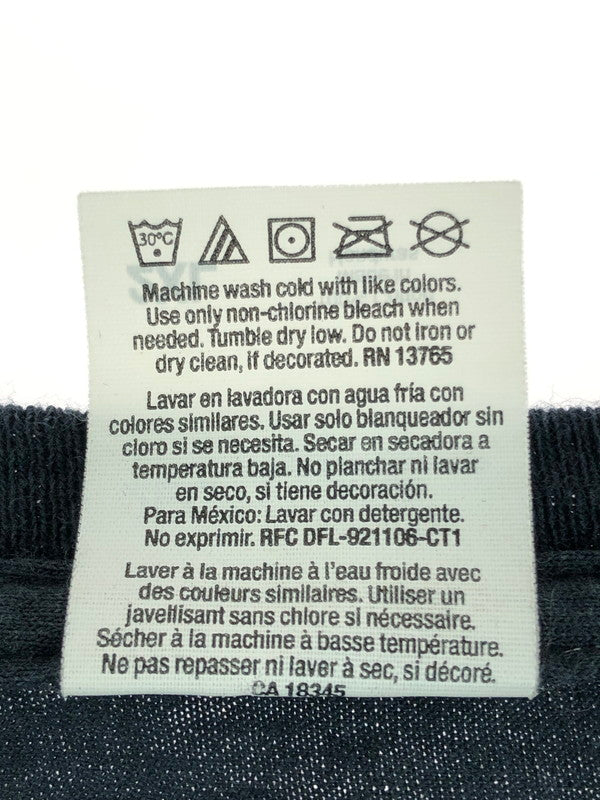 30°C
Machine wash cold with like colors.
Use only non-chlorine bleach when
needed. Tumble dry low. Do not iron or
dry clean, if decorated. RN 13765
Lavar en lavadora con agua fría con
colores similares. Usar solo blanqueador sin
cloro si se necesita. Secar en secadora a
temperatura baja. No planchar ni lavar
en seco, si tiene decoración.
Para México: Lavar con detergente.
No exprimir. RFC DFL-921106-CT1
Laver à la machine à l'eau froide avec
des couleurs similaires. Utiliser un
javellisant sans chlore si nécessaire.
Sécher à la machine à basse température.
Ne pas repasser ni laver à sec, si décoré.
CA 18345